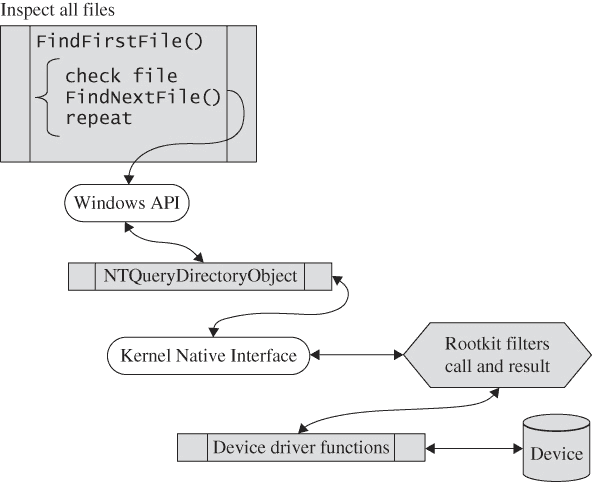 Inspect all files
FindFirstFile()
check file
FindNextFile()
repeat
Windows API
NTQueryDirectoryObject
Kernel Native Interface
Rootkit filters
call and result
Device driver functions
Device